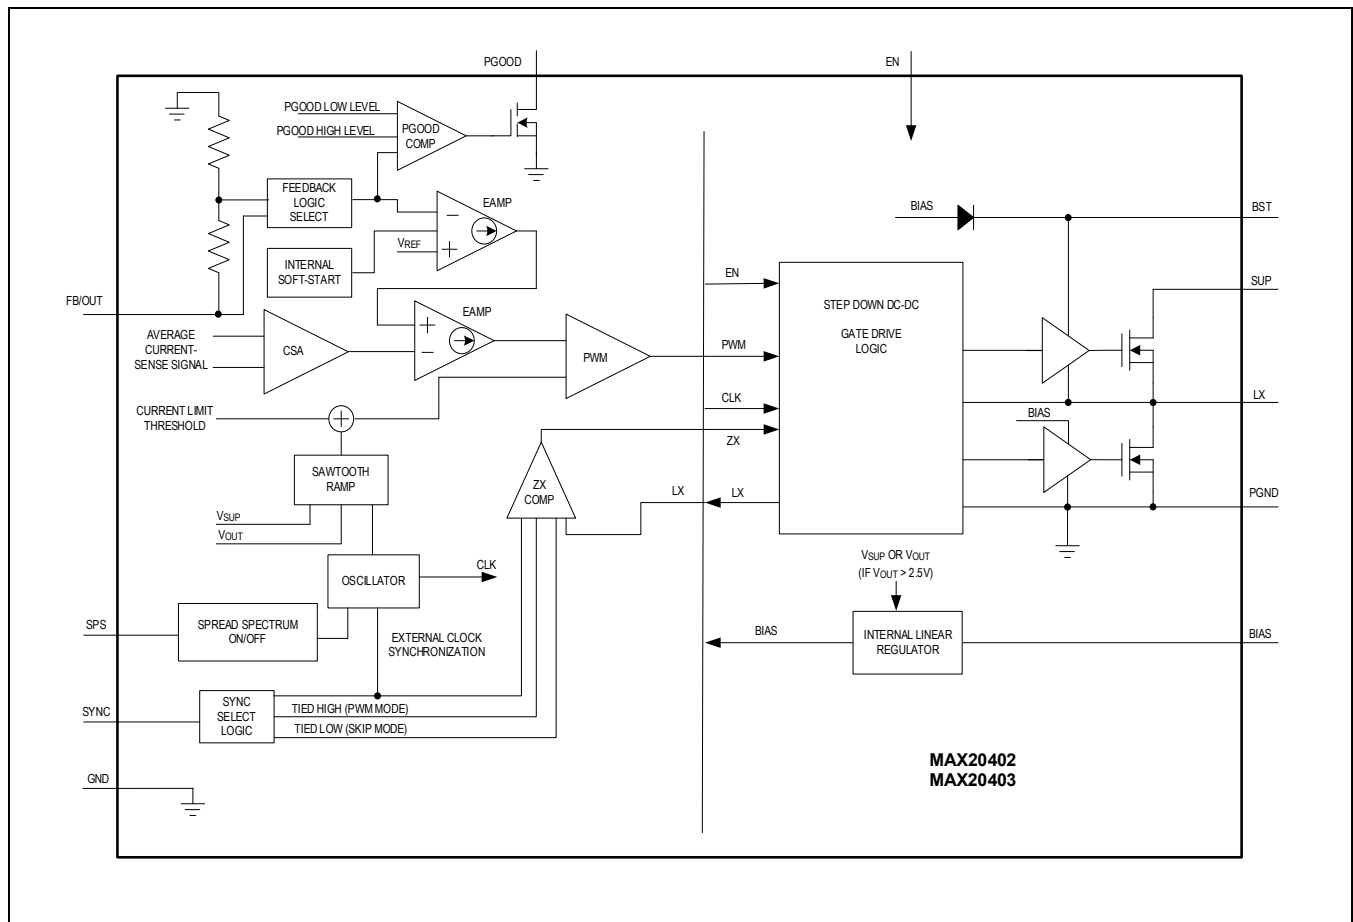 PGOOD
EN
PGOOD LOW LEVEL
PGOOD HIGH LEVEL
PGOOD
COMP
FEEDBACK
LOGIC
SELECT
EAMP
VREF
INTERNAL
SOFT-START
BIAS
BST
FB/OUT
EN
STEP DOWN DC-DC
GATE DRIVE
LOGIC
SUP
AVERAGE
CURRENT-
SENSE SIGNAL
CSA
EAMP
PWM
PWM
CURRENT LIMIT
THRESHOLD
CLK
ZX
LX
BIAS
SAWTOOTH
RAMP
ZX
COMP
LX
LX
PGND
VSUP
VOUT
OSCILLATOR
CLK
VSUP OR VOUT
(IF VOUT > 2.5V)
SPS
SPREAD SPECTRUM
ON/OFF
EXTERNAL CLOCK
SYNCHRONIZATION
BIAS
INTERNAL LINEAR
REGULATOR
BIAS
SYNC
SYNC
SELECT
LOGIC
TIED HIGH (PWM MODE)
TIED LOW (SKIP MODE)
GND
MAX20402
MAX20403